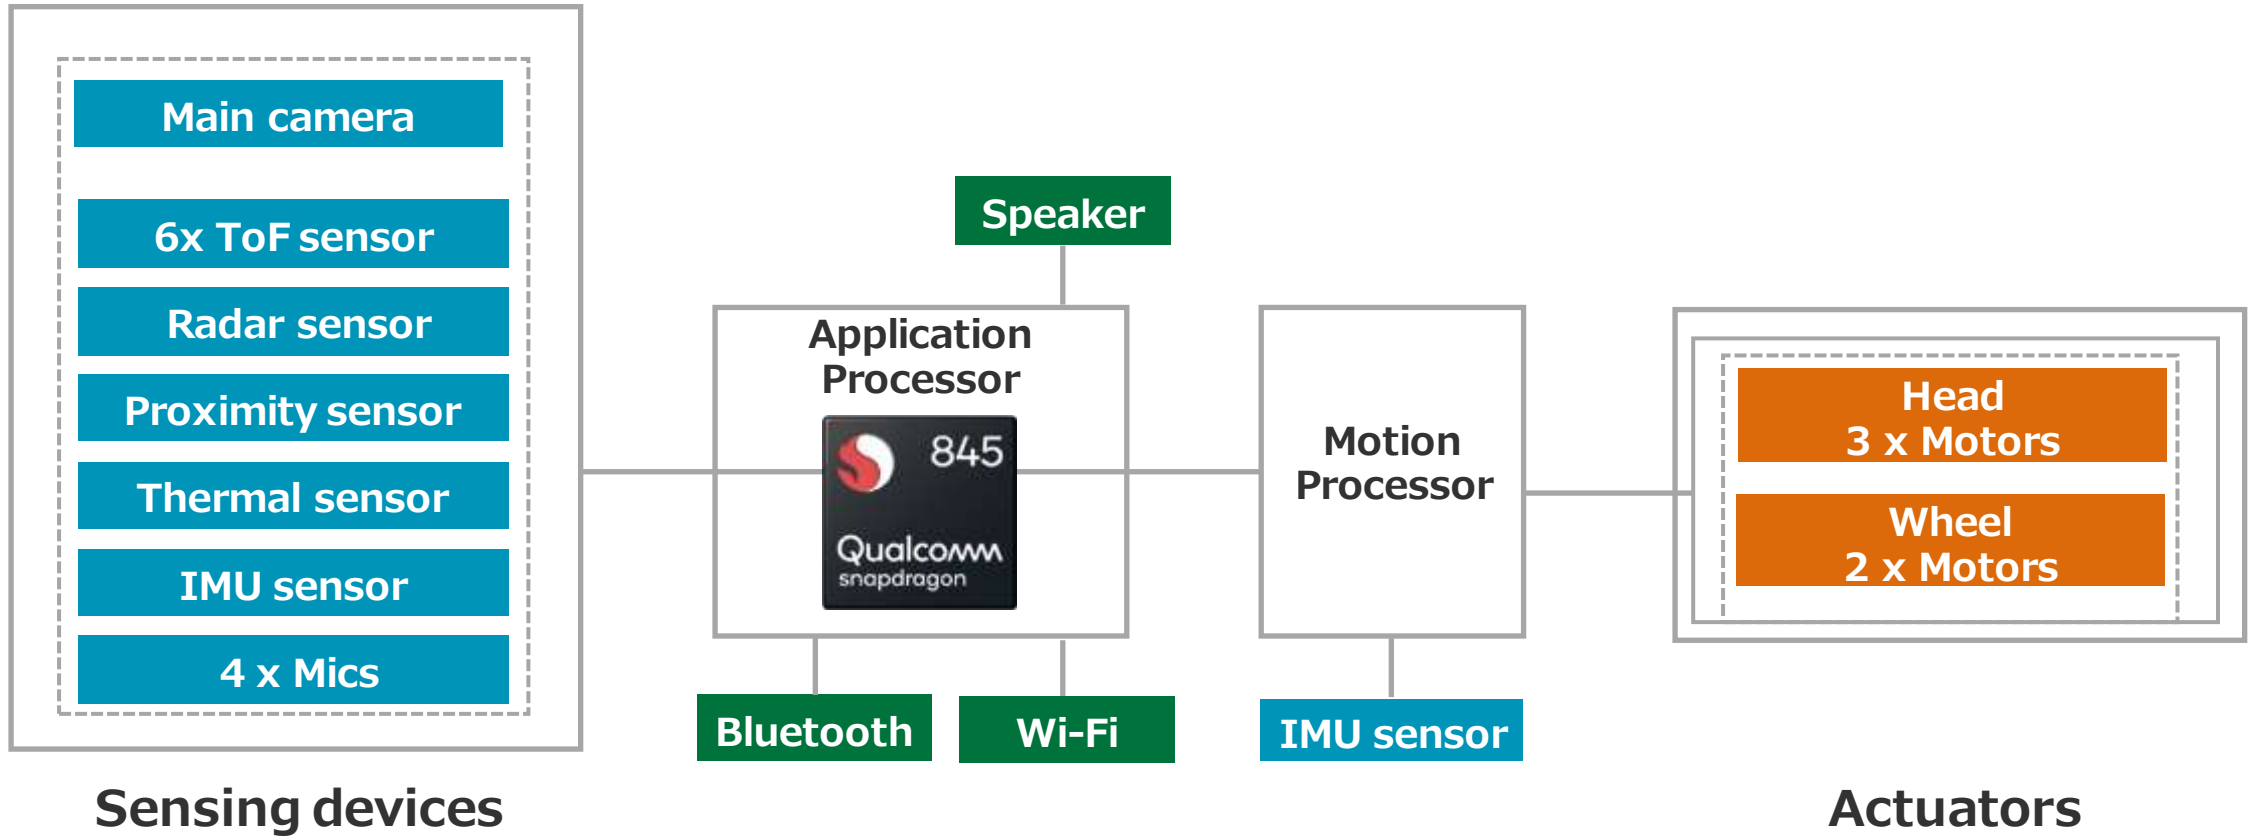 Main camera
6x ToF sensor
Radar sensor
Proximity sensor
Thermal sensor
IMU sensor
4 x Mics
Sensing devices
Speaker
Application
Processor
845
Qualcomm
snapdragon
Bluetooth
Wi-Fi
Motion
Processor
IMU sensor
Head
3 x Motors
Wheel
2 x Motors
Actuators